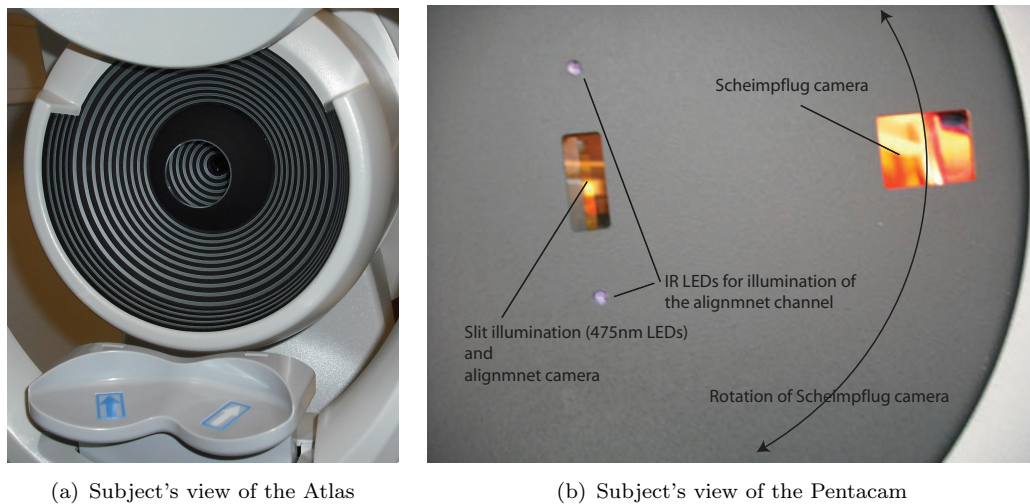 Scheimpflug camera
IR LEDs for illumination of
the alignmnet channel
Slit illumination (475nm LEDs)
and
alignmnet camera
Rotation of Scheimpflug camera
(a) Subject's view of the Atlas
(b) Subject's view of the Pentacam